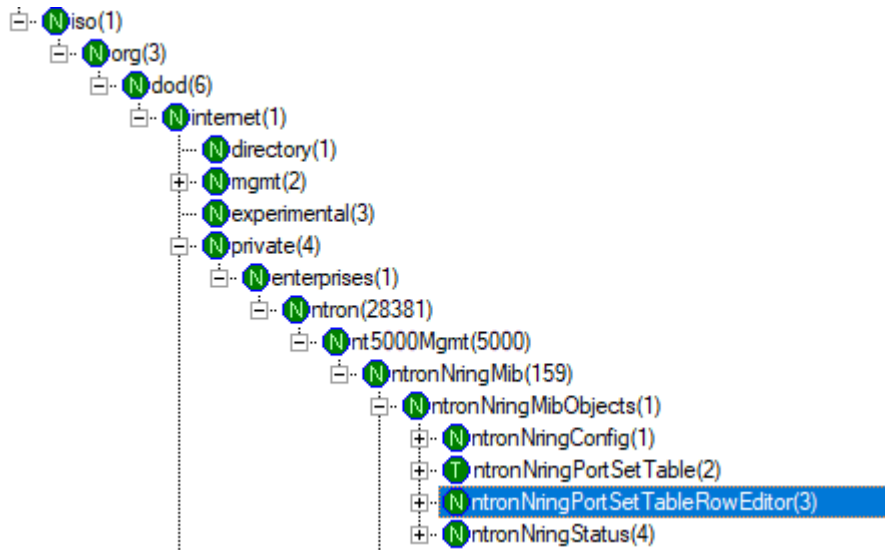 N iso(1)
N org(3)
N dod(6)
N internet(1)
N directory(1)
N mgmt(2)
N experimental(3)
N private(4)
N enterprises(1)
N ntron(28381)
N nt5000Mgmt(5000)
N ntronNringMib(159)
N ntronNringMibObjects(1)
N ntronNringConfig(1)
T ntronNringPortSetTable(2)
N ntronNringPortSetTableRowEditor(3)
N ntronNringStatus(4)